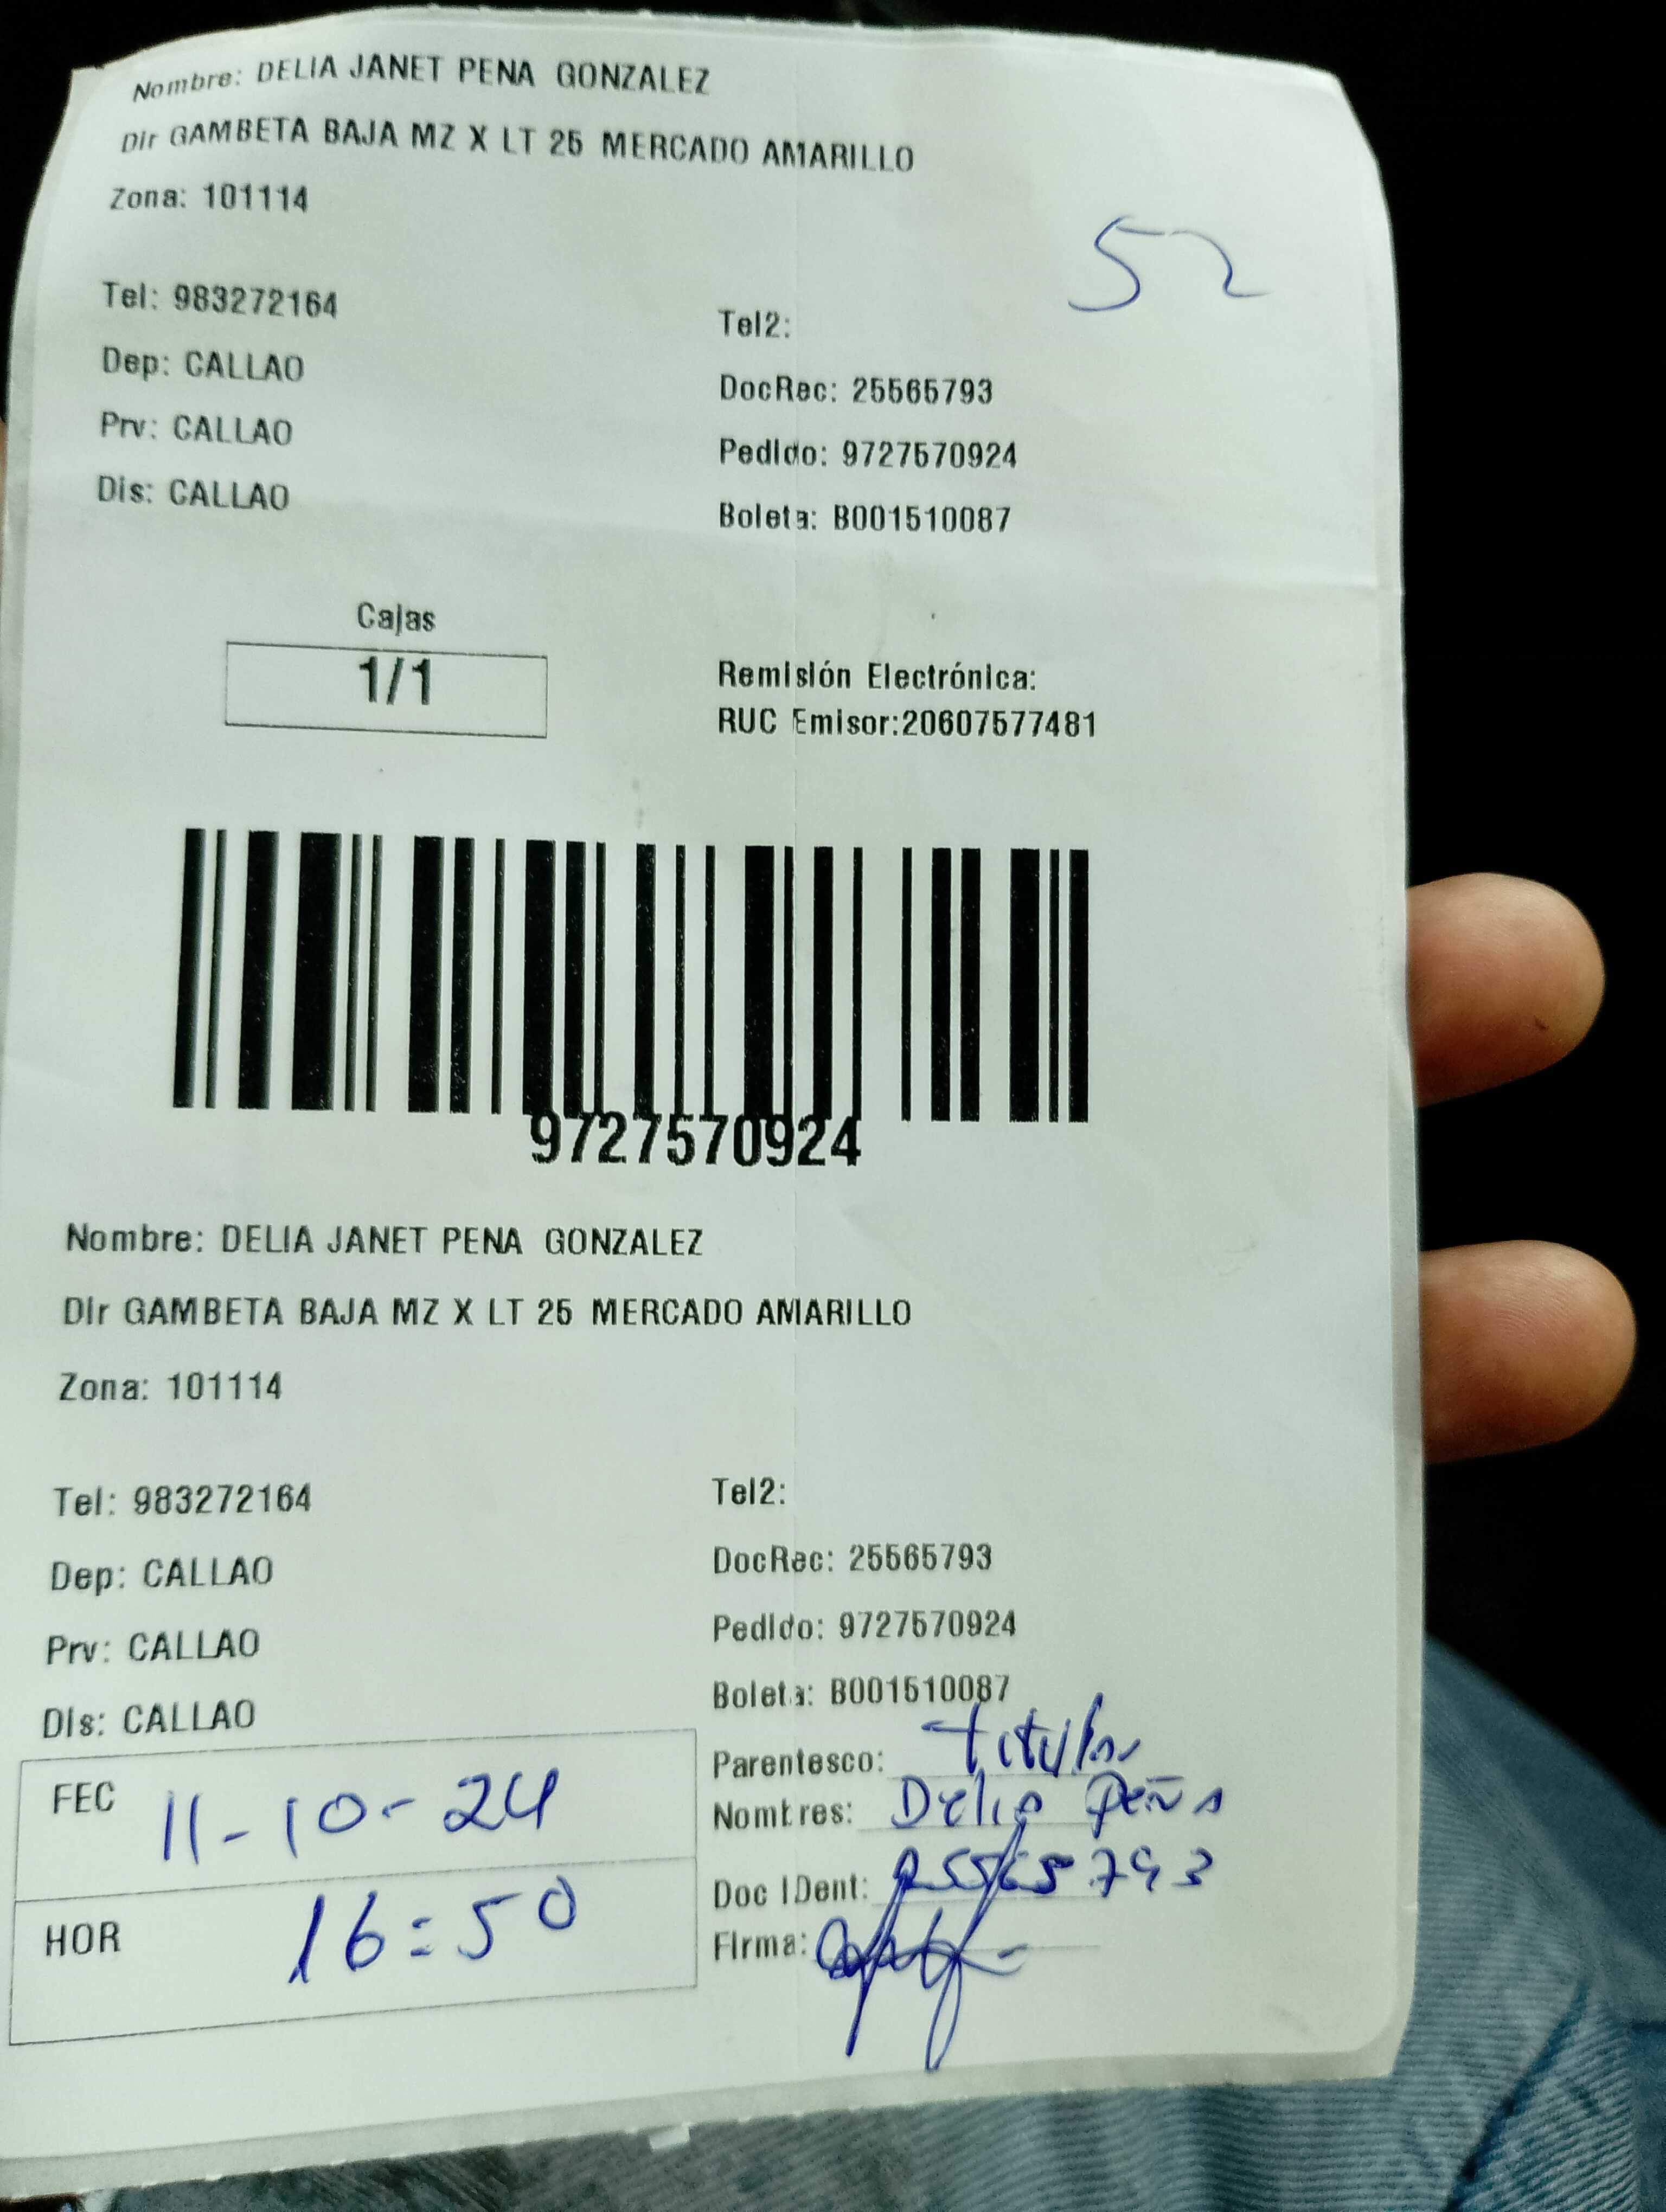 Nombre: DELIA JANET PENA GONZALEZ
Dir GAMBETA BAJA MZ X LT 25 MERCADO AMARILLO
Zona: 101114
52
Tel: 983272164
Tel2:
Dep: CALLAO
DocRec: 25565793
Prv: CALLAO
Pedido: 9727570924
Dis: CALLAO
Boleta: B001510087
Cajas
1/1
Remisión Electrónica:
RUC Emisor:20607577481
9727570924
Nombre: DELIA JANET PENA GONZALEZ
Dir GAMBETA BAJA MZ X LT 25 MERCADO AMARILLO
Zona: 101114
Tel: 983272164
Tel2:
Dep: CALLAO
DocRec: 25565793
Prv: CALLAO
Pedido: 9727570924
Dis: CALLAO
Boleta: B001510087
FEC 11-10-24
HOR 16:50
Parentesco: titular
Nombres: Delia Peña
Doc IDent: 25565793
Firma: